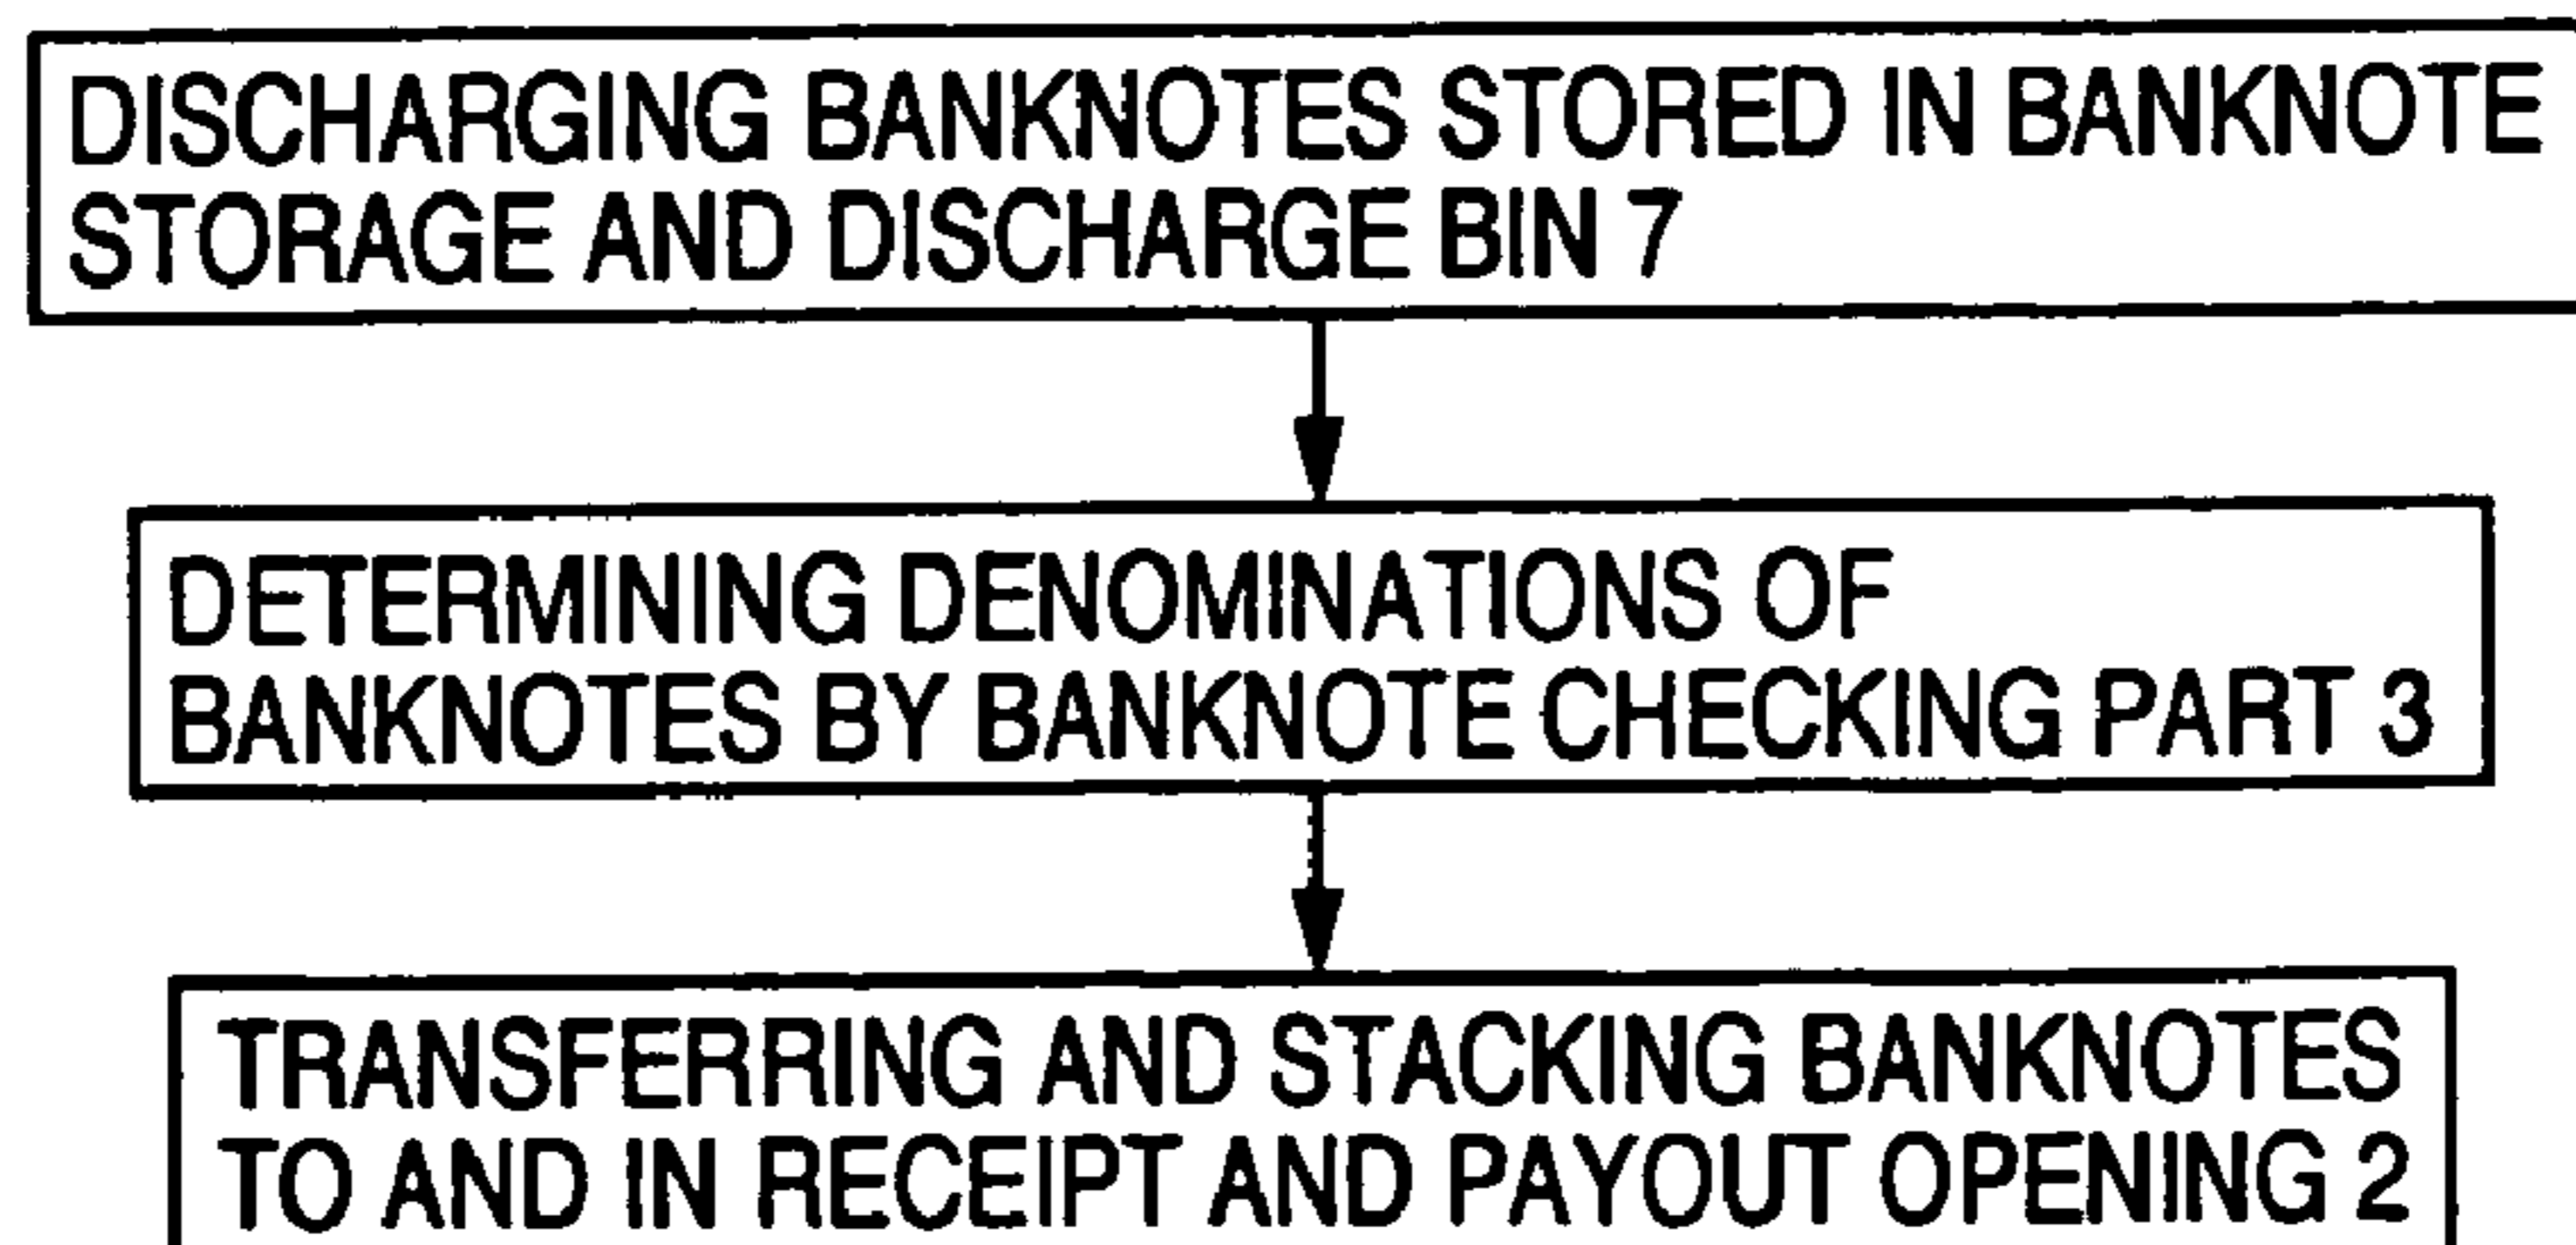 DISCHARGING BANKNOTES STORED IN BANKNOTE
STORAGE AND DISCHARGE BIN 7
DETERMINING DENOMINATIONS OF
BANKNOTES BY BANKNOTE CHECKING PART 3
TRANSFERRING AND STACKING BANKNOTES
TO AND IN RECEIPT AND PAYOUT OPENING 2